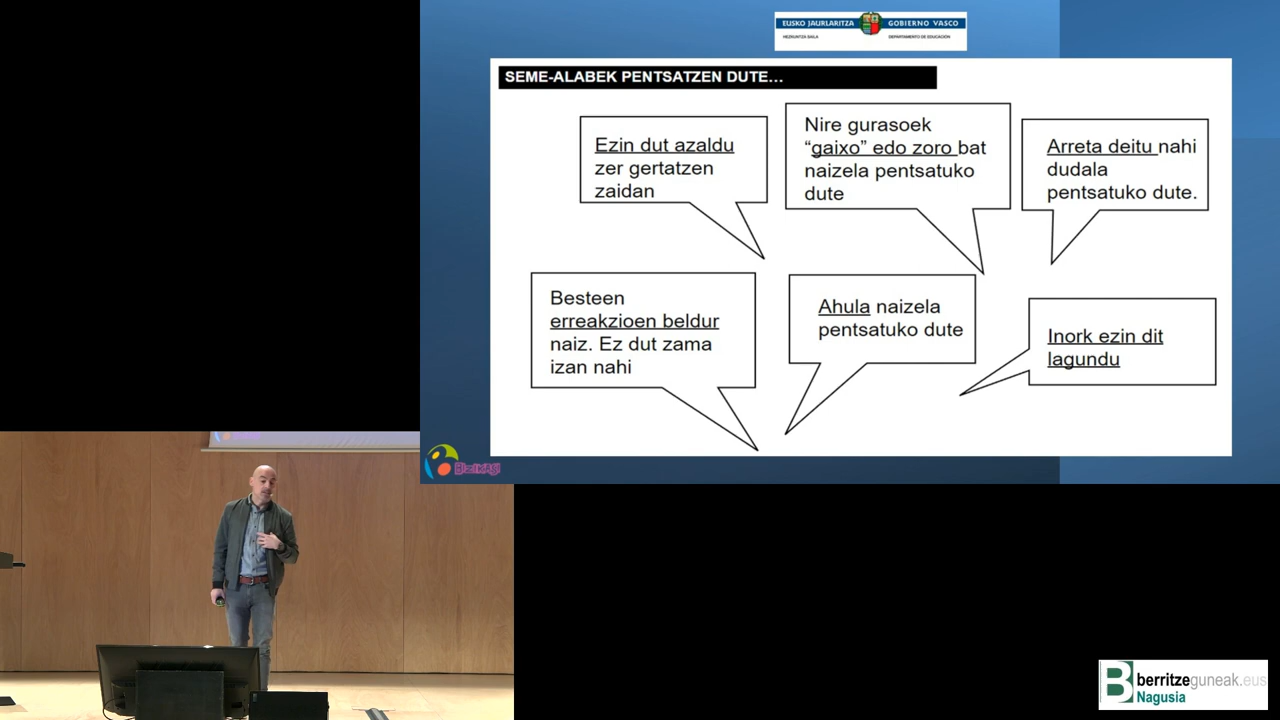 EUSKO JAURLARITZA
GOBIERNO VASCO
HEZKUNTZA SAILA
DEPARTAMENTO DE EDUCACIÓN
SEME-ALABEK PENTSATZEN DUTE...
Ezin dut azaldu
zer gertatzen
zaidan
Nire gurasoek
“gaixo” edo zoro bat
naizela pentsatuko
dute
Arreta deitu nahi
dudala
pentsatuko dute.
Besteen
erreakzioen beldur
naiz. Ez dut zama
izan nahi
Ahula naizela
pentsatuko dute
Inork ezin dit
lagundu
BizikAsi
berritzeguneak.eus
Nagusia